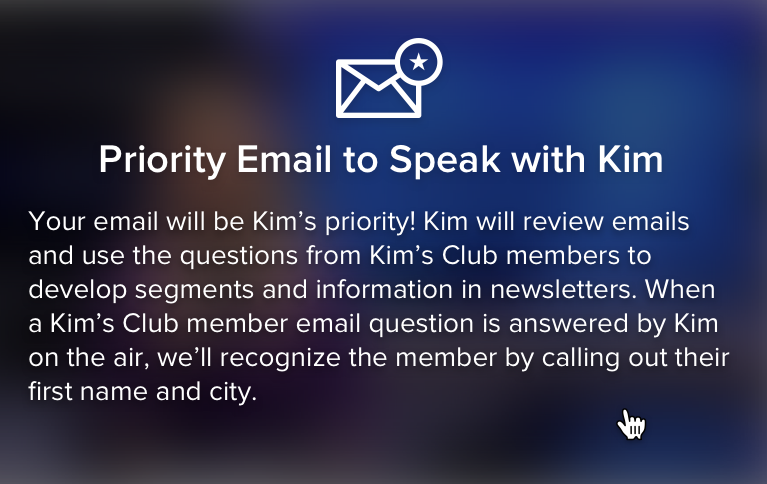 Priority Email to Speak with Kim
Your email will be Kim’s priority! Kim will review emails
and use the questions from Kim’s Club members to
develop segments and information in newsletters. When
a Kim’s Club member email question is answered by Kim
on the air, we’ll recognize the member by calling out their
first name and city.